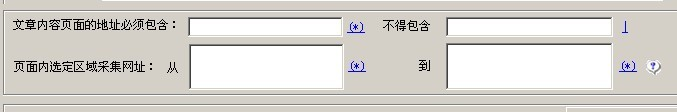 文章内容页面的地址必须包含： (*) 不得包含 |
页面内选定区域采集网址： 从 (*) 到 (*) ?